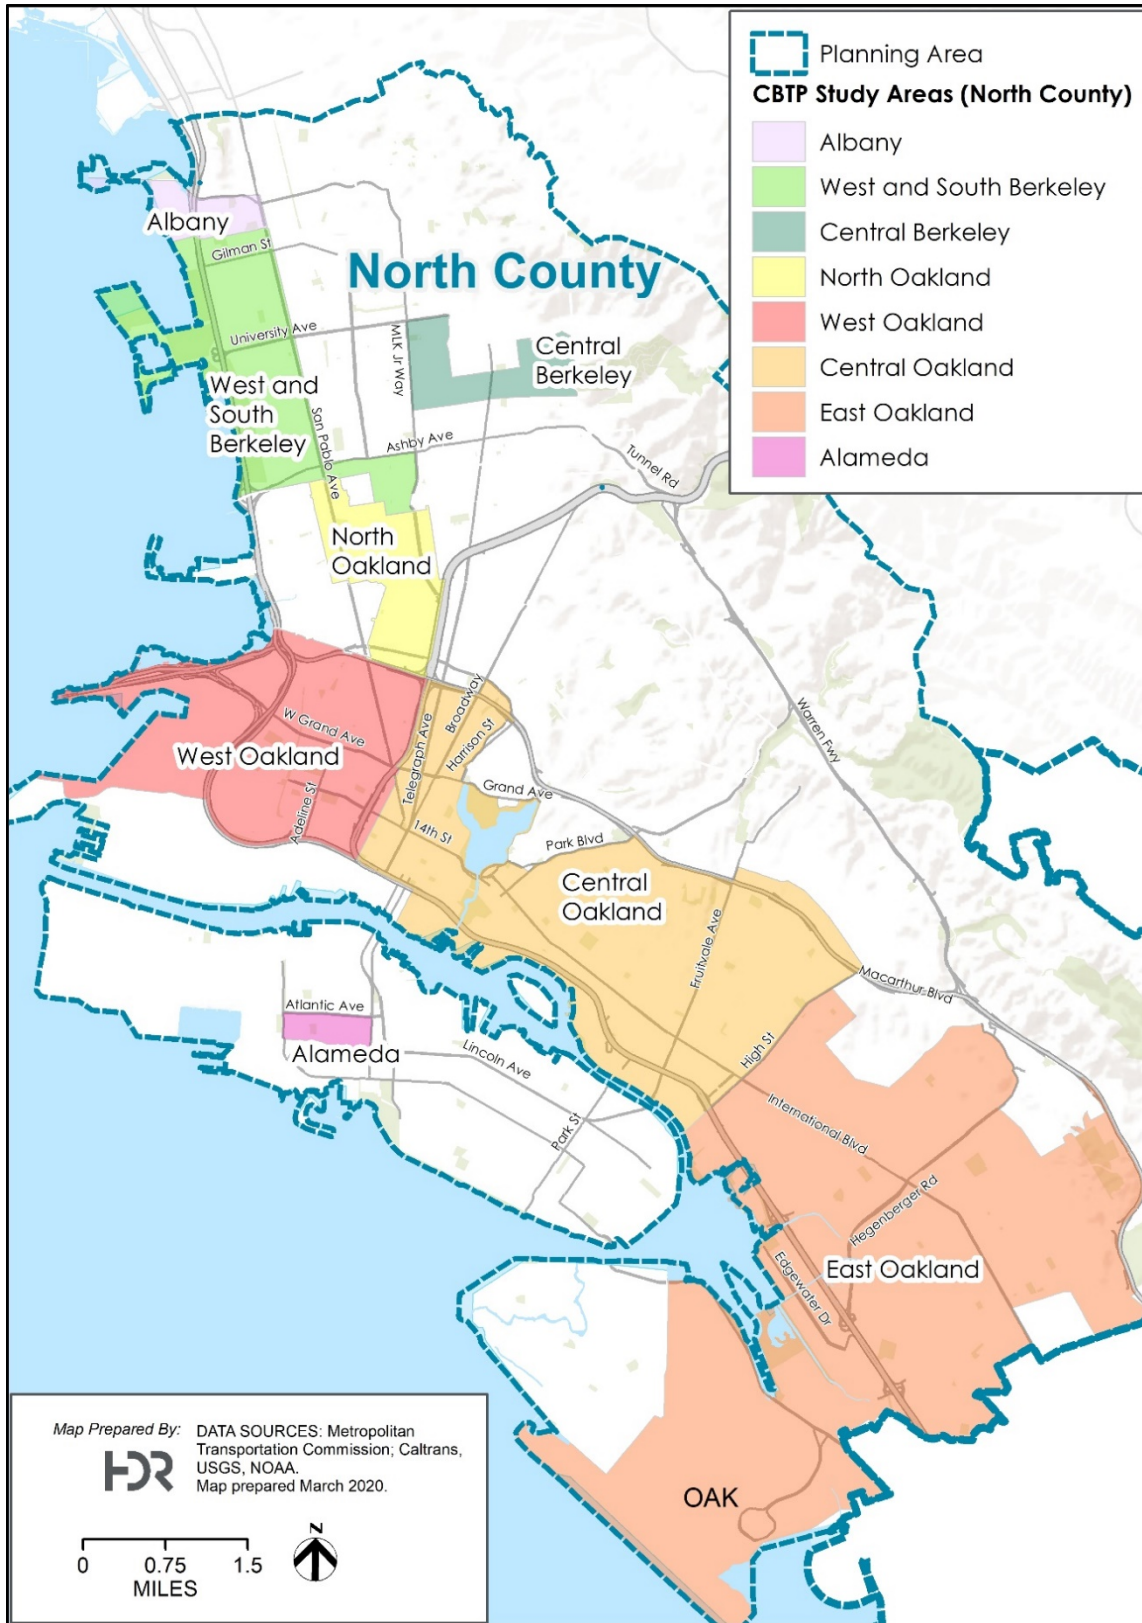 Planning Area
CBTP Study Areas (North County)
Albany
West and South Berkeley
Central Berkeley
North Oakland
West Oakland
Central Oakland
East Oakland
Alameda
North County
Albany
Gilman St
University Ave
MLK Jr Way
Central
Berkeley
West and
South
Berkeley
San Pablo Ave
Ashby Ave
Tunnel Rd
North
Oakland
Warren Fwy
Broadway
Harrison St
Telegraph Ave
W Grand Ave
West Oakland
Adeline St
Grand Ave
14th St
Park Blvd
Central
Oakland
Fruitvale Ave
Macarthur Blvd
High St
Atlantic Ave
Alameda
Lincoln Ave
Park St
International Blvd
Hegenberger Rd
East Oakland
Edgewater Dr
OAK
Map Prepared By:
HDR
DATA SOURCES: Metropolitan
Transportation Commission; Caltrans,
USGS, NOAA.
Map prepared March 2020.
0 0.75 1.5
MILES
N